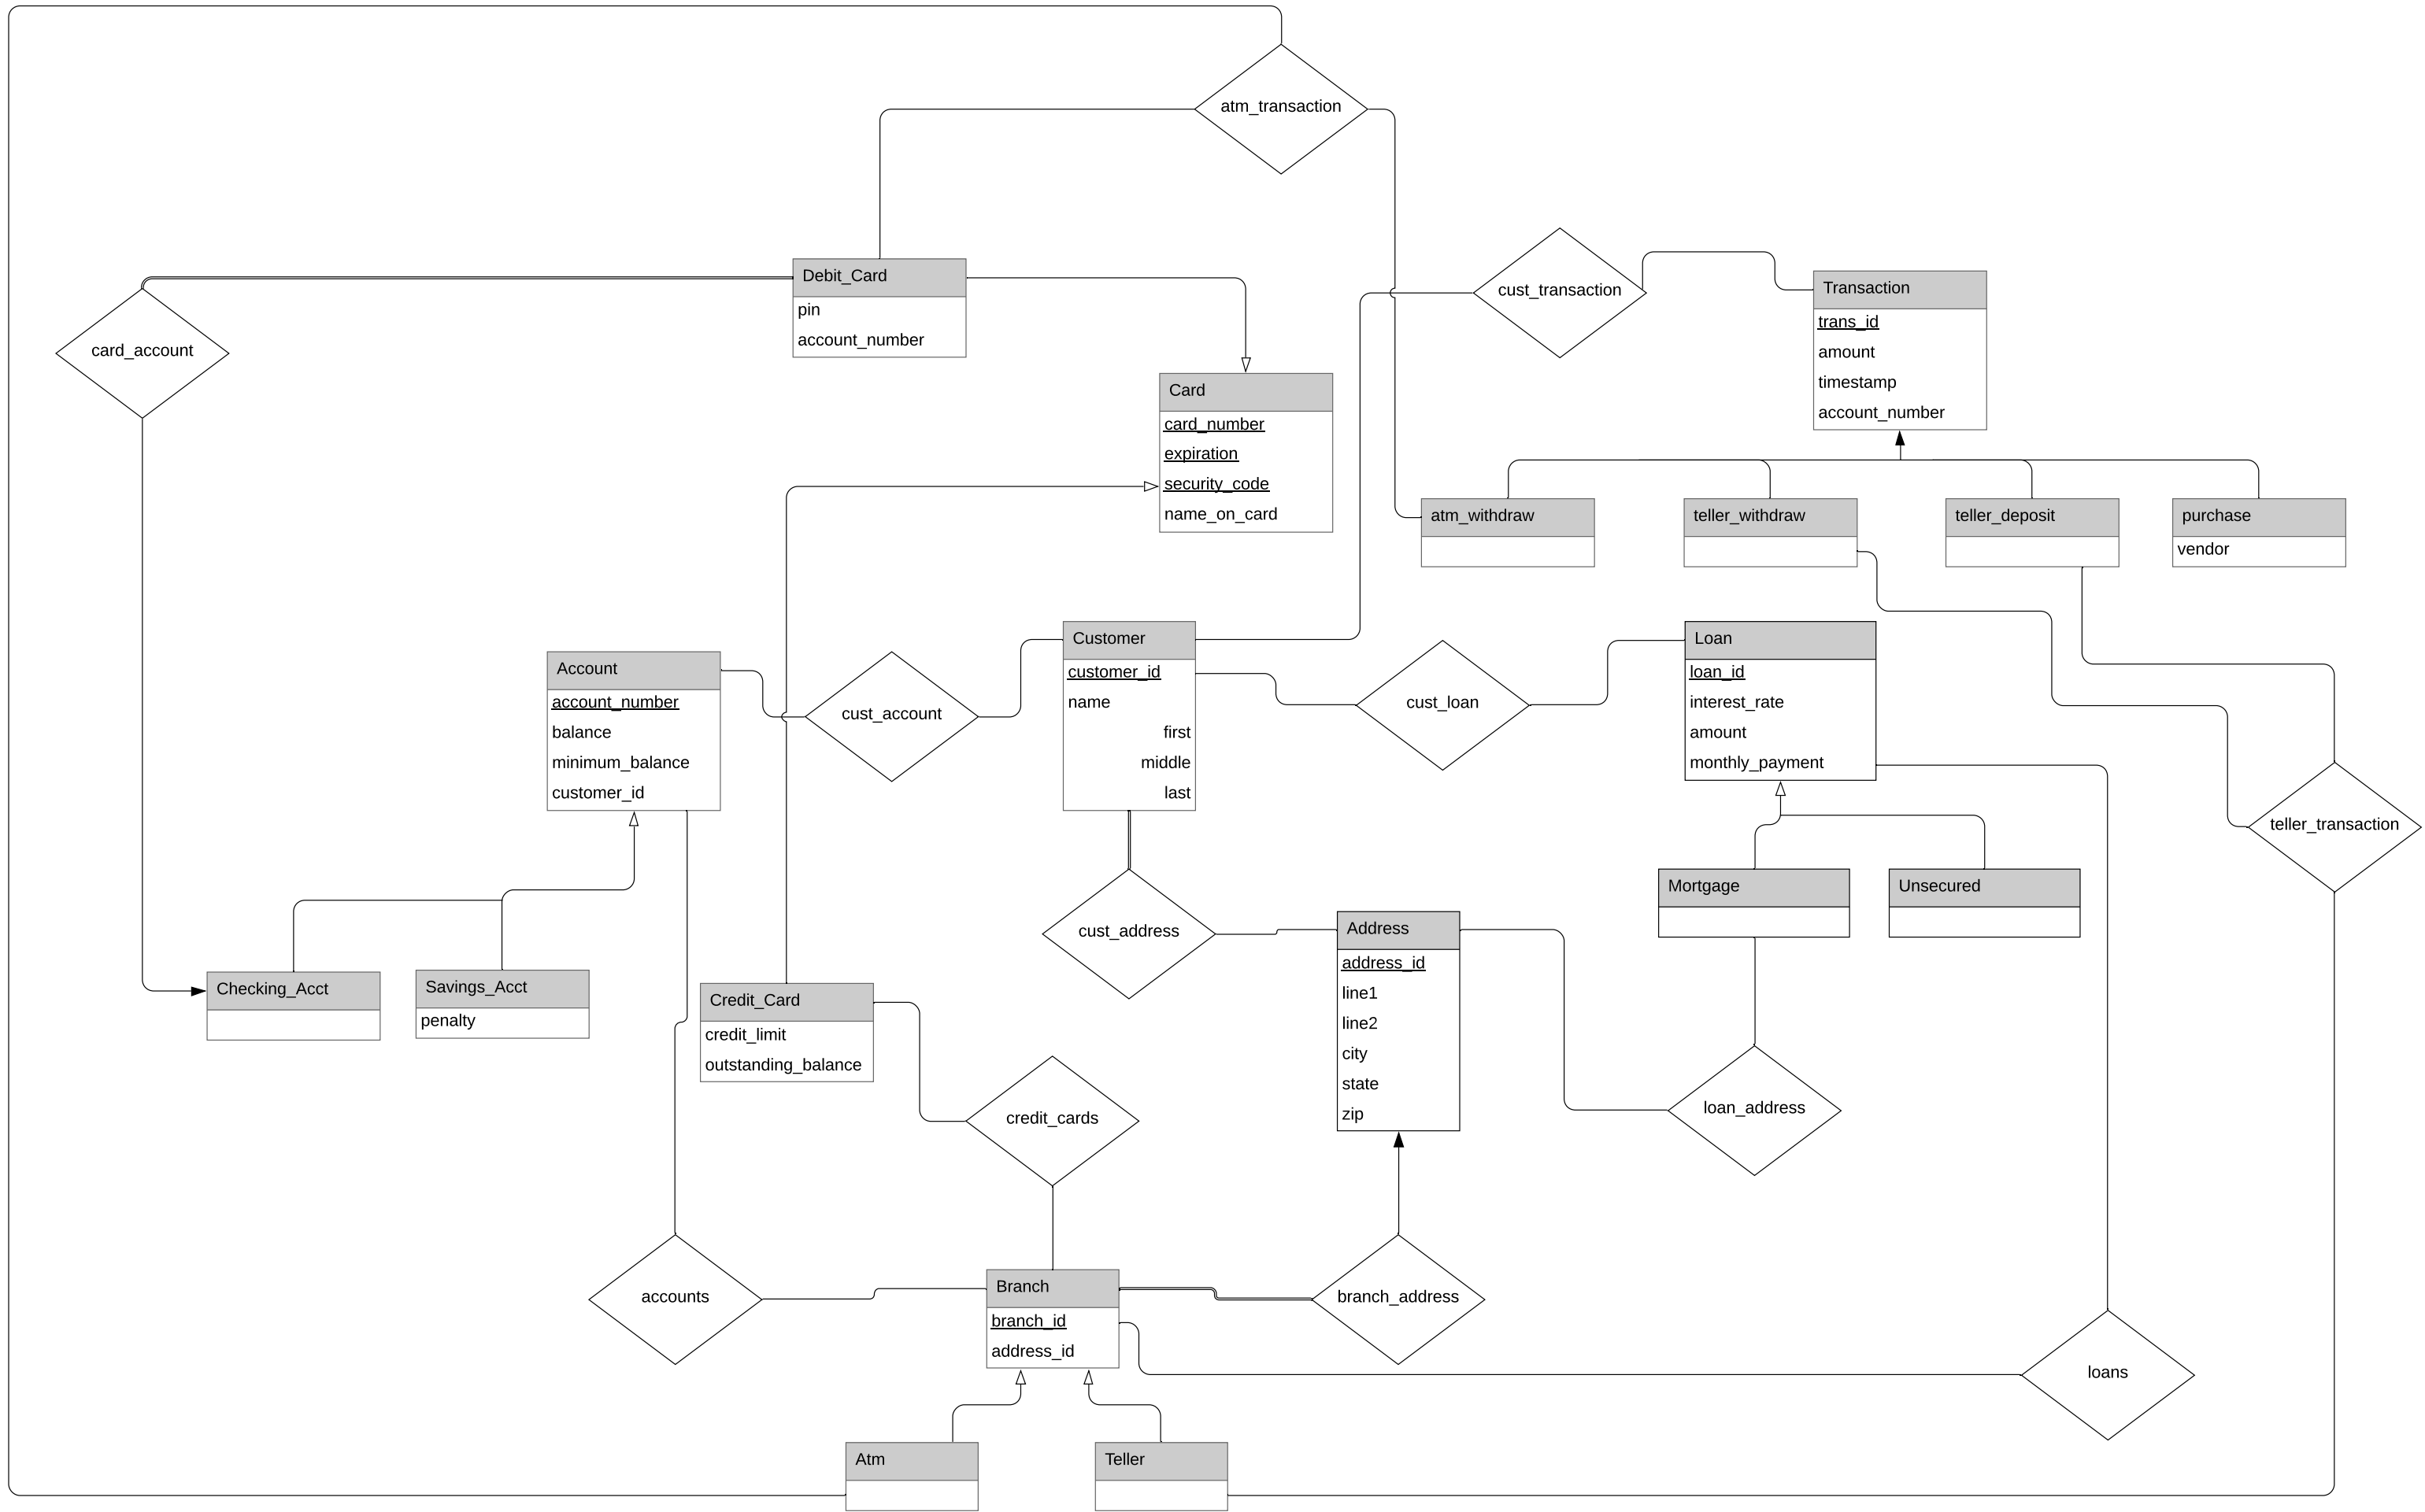 atm_transaction
Debit_Card
pin
account_number
card_account
cust_transaction
Transaction
trans_id
amount
timestamp
account_number
Card
card_number
expiration
security_code
name_on_card
atm_withdraw
teller_withdraw
teller_deposit
purchase
vendor
Account
account_number
balance
minimum_balance
customer_id
cust_account
Customer
customer_id
name
first
middle
last
cust_loan
Loan
loan_id
interest_rate
amount
monthly_payment
teller_transaction
Mortgage
Unsecured
cust_address
Address
address_id
line1
line2
city
state
zip
Checking_Acct
Savings_Acct
penalty
Credit_Card
credit_limit
outstanding_balance
credit_cards
loan_address
accounts
Branch
branch_id
address_id
branch_address
loans
Atm
Teller